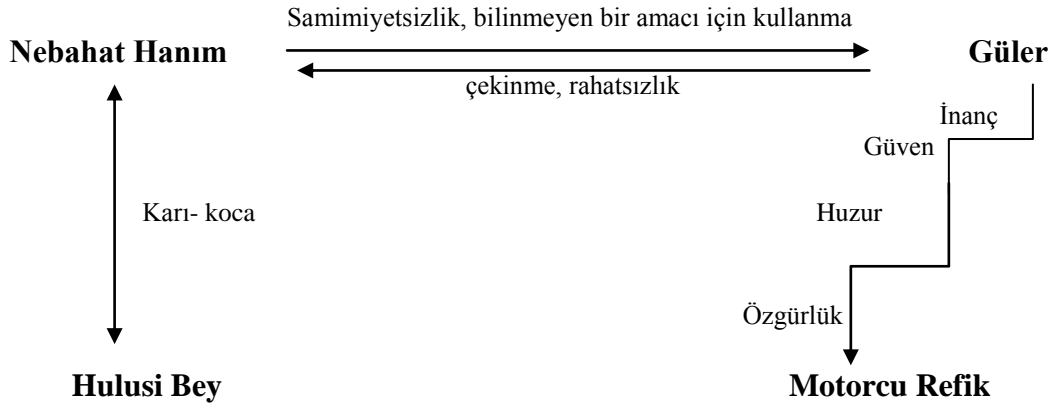 Samimiyetsizlik, bilinmeyen bir amacı için kullanma
Nebahat Hanım
Güler
çekinme, rahatsızlık
İnanç
Güven
Karı- koca
Huzur
Özgürlük
Hulusi Bey
Motorcu Refik